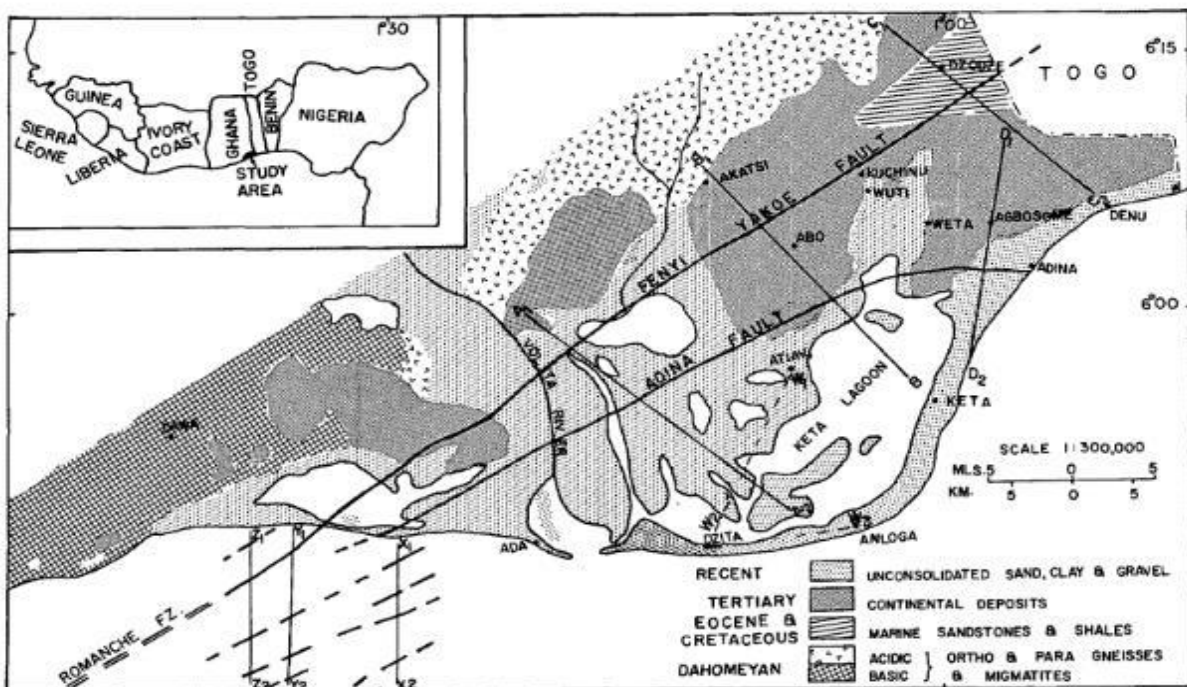 1°30
1°00
6°15
TOGO
GUINEA
SIERRA LEONE
LIBERIA
IVORY COAST
GHANA
TOGO
BENIN
NIGERIA
STUDY AREA
DZODZE
AKATSI
FENYI YAKOE FAULT
WUTI
WETA
AGBOSOME
DENU
ABO
ADINA
6°00
ADINA FAULT
VOLTA RIVER
KETA LAGOON
B
D2
KETA
DAWA
SCALE 1:300,000
MLS. 5 0 5
KM. 5 0 5
ADA
DZITA
ANLOGA
ROMANCHE FZ.
X1
X2
RECENT UNCONSOLIDATED SAND, CLAY & GRAVEL
TERTIARY CONTINENTAL DEPOSITS
EOCENE & CRETACEOUS MARINE SANDSTONES & SHALES
DAHOMEYAN ACIDIC } ORTHO & PARA GNEISSES
BASIC } & MIGMATITES